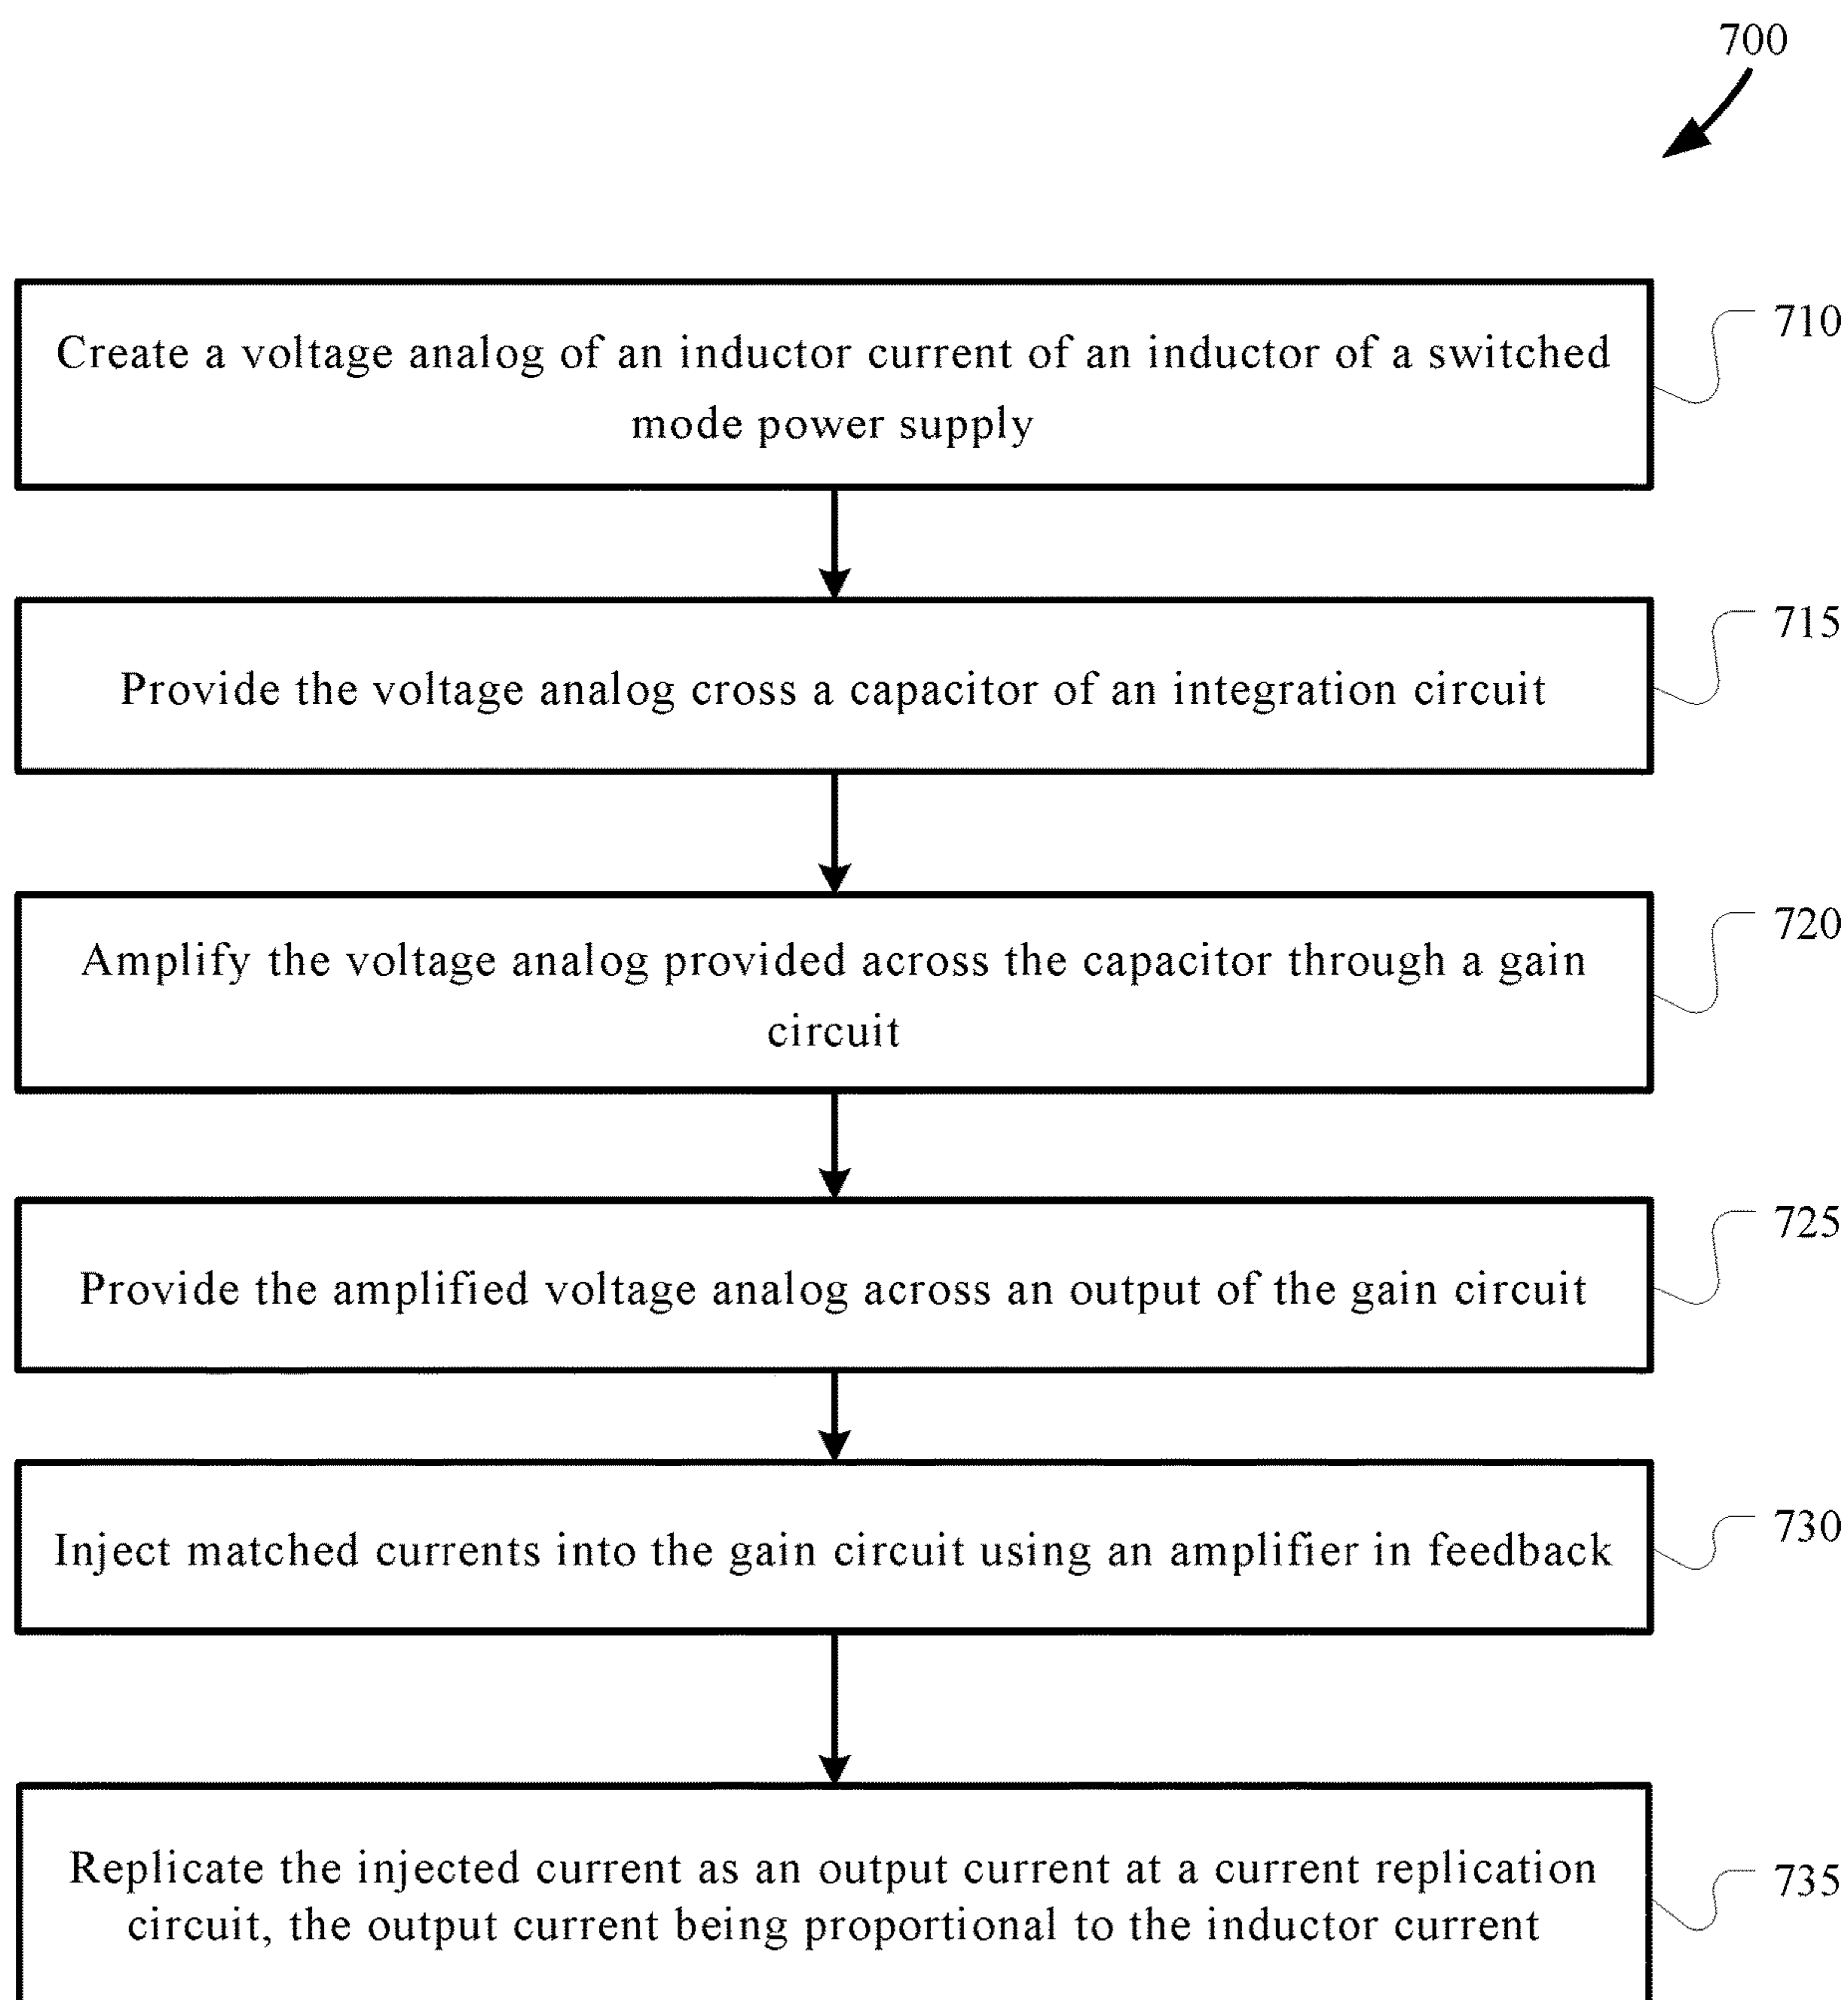 700
Create a voltage analog of an inductor current of an inductor of a switched
mode power supply
710
Provide the voltage analog cross a capacitor of an integration circuit
715
Amplify the voltage analog provided across the capacitor through a gain
circuit
720
Provide the amplified voltage analog across an output of the gain circuit
725
Inject matched currents into the gain circuit using an amplifier in feedback
730
Replicate the injected current as an output current at a current replication
circuit, the output current being proportional to the inductor current
735